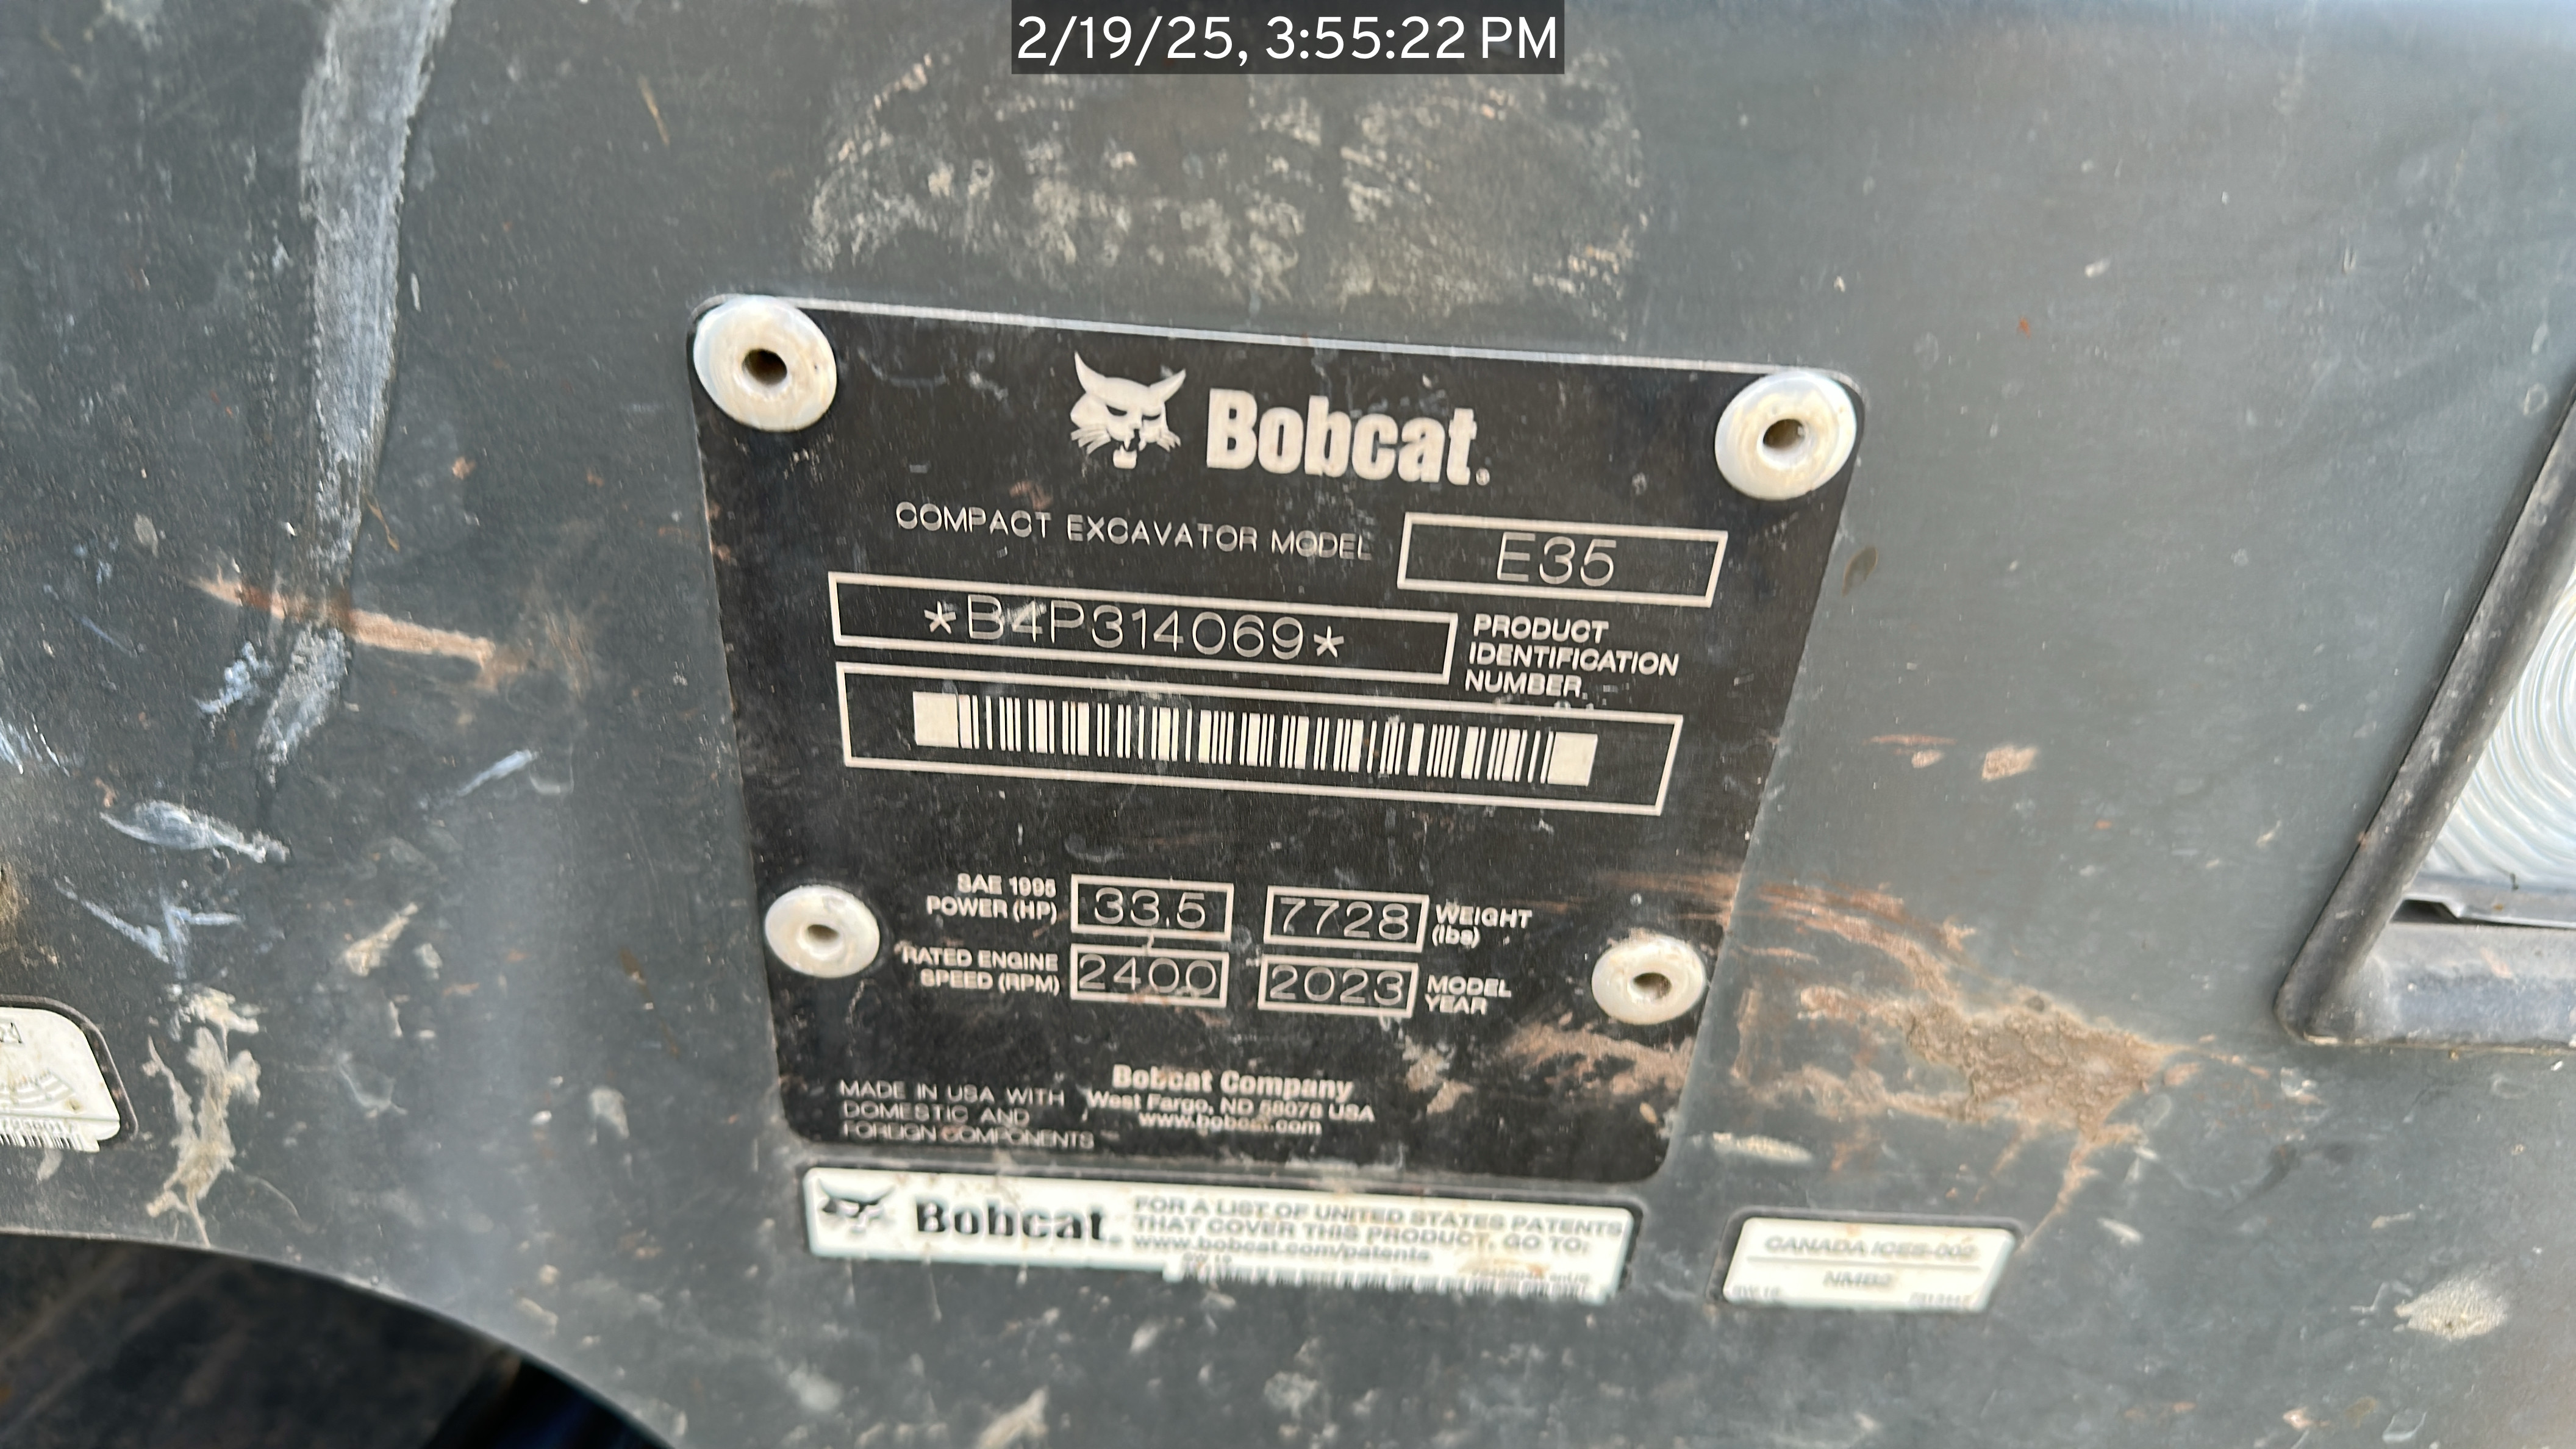 2/19/25, 3:55:22 PM
Bobcat.
COMPACT EXCAVATOR MODEL E35
*B4P314069*
PRODUCT
IDENTIFICATION
NUMBER
SAE 1995
POWER (HP) 33.5 7728 WEIGHT
(lbs)
RATED ENGINE
SPEED (RPM) 2400 2023 MODEL
YEAR
Bobcat Company
West Fargo, ND 58078 USA
www.bobcat.com
MADE IN USA WITH
DOMESTIC AND
FOREIGN COMPONENTS
Bobcat.
FOR A LIST OF UNITED STATES PATENTS
THAT COVER THIS PRODUCT, GO TO:
www.bobcat.com/patents
CANADA ICES-002
NMB2